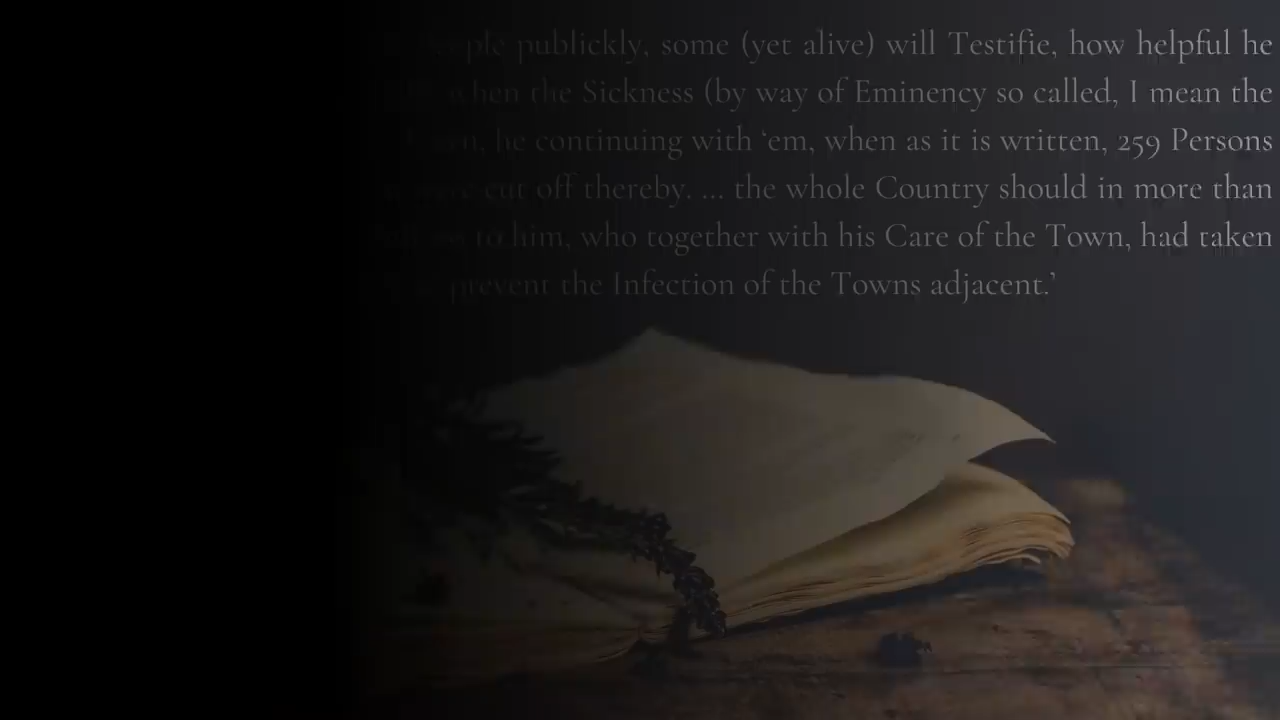 publickly, some (yet alive) will Testifie, how helpful he
when the Sickness (by way of Eminency so called, I mean the
he continuing with ‘em, when as it is written, 259 Persons
cut off thereby. ... the whole Country should in more than
to him, who together with his Care of the Town, had taken
prevent the Infection of the Towns adjacent.’